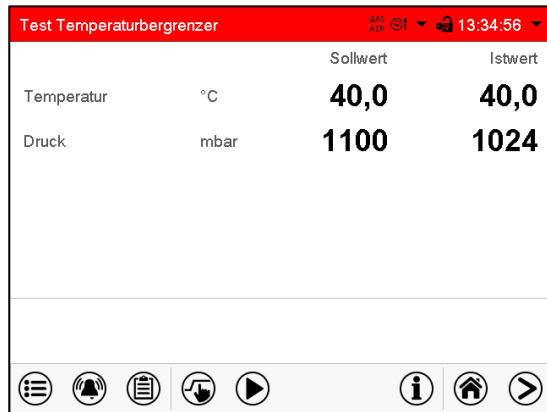 Test Temperaturbergrenzer GAS AIR 13:34:56
Sollwert Istwert
Temperatur °C 40,0 40,0
Druck mbar 1100 1024